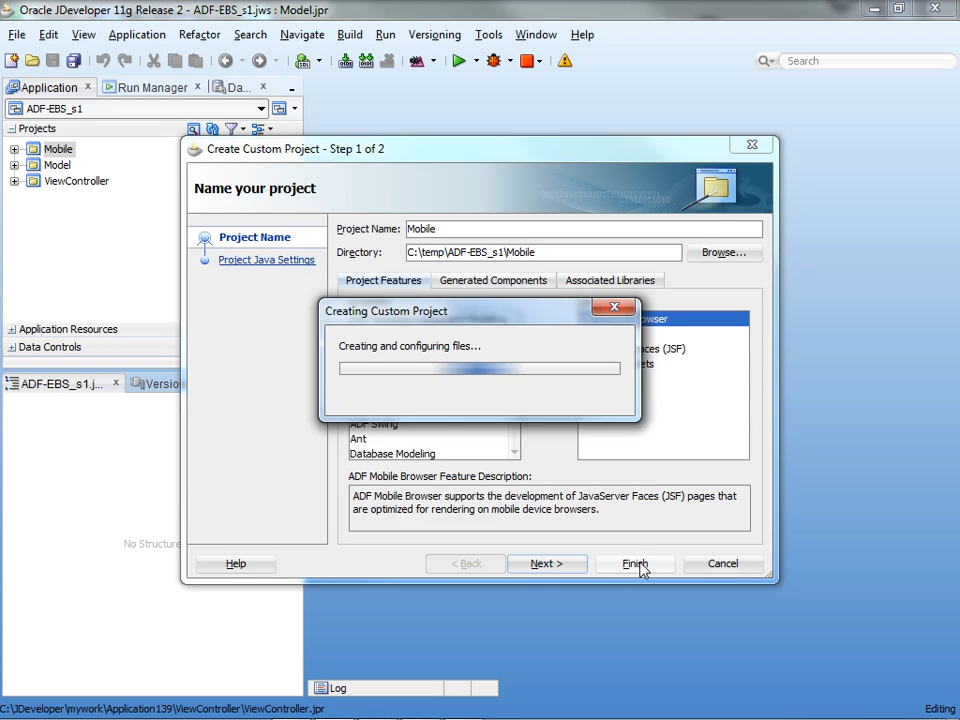 Oracle JDeveloper 11g Release 2 - ADF-EBS_s1.jws : Model.jpr
File Edit View Application Refactor Search Navigate Build Run Versioning Tools Window Help
Search
Application Run Manager Da...
ADF-EBS_s1
Projects
Mobile
Model
ViewController
Create Custom Project - Step 1 of 2
Name your project
Project Name
Project Java Settings
Project Name: Mobile
Directory: C:\temp\ADF-EBS_s1\Mobile Browse...
Project Features Generated Components Associated Libraries
Creating Custom Project
Creating and configuring files...
Application Resources
Data Controls
ADF-EBS_s1.j... Versio
No Structure
Ant
Database Modeling
ADF Mobile Browser Feature Description:
ADF Mobile Browser supports the development of JavaServer Faces (JSF) pages that
are optimized for rendering on mobile device browsers.
Help < Back Next > Finish Cancel
Log
C:\JDeveloper\mywork\Application139\ViewController\ViewController.jpr
Editing